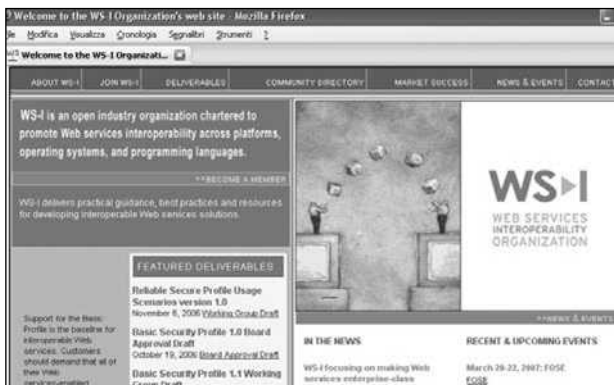 Welcome to the WS-I Organization's web site - Mozilla Firefox
Modifica Visualizza Cronologia Segnalibri Strumenti ?
Welcome to the WS-I Organizati...
ABOUT WS-I JOIN WS-I DELIVERABLES COMMUNITY DIRECTORY MARKET SUCCESS NEWS & EVENTS CONTACT
WS-I is an open industry organization chartered to
promote Web services interoperability across platforms,
operating systems, and programming languages.
BECOME A MEMBER
WS-I delivers practical guidance, best practices and resources
for developing interoperable Web services solutions.
WS I
WEB SERVICES
INTEROPERABILITY
ORGANIZATION
FEATURED DELIVERABLES
Reliable Secure Profile Usage
Scenarios version 1.0
November 8, 2006 Working Group Draft
Basic Security Profile 1.0 Board
Approval Draft
October 19, 2006 Board Approval Draft
Basic Security Profile 1.1 Working
Group Draft
Support for the Basic
Profile is the baseline for
interoperable Web
services. Customers
should demand that all of
their Web
services-enabled
NEWS & EVENTS
IN THE NEWS
WS-I focusing on making Web
services enterprise-class
RECENT & UPCOMING EVENTS
March 20-22, 2007: FOSE
FOSE